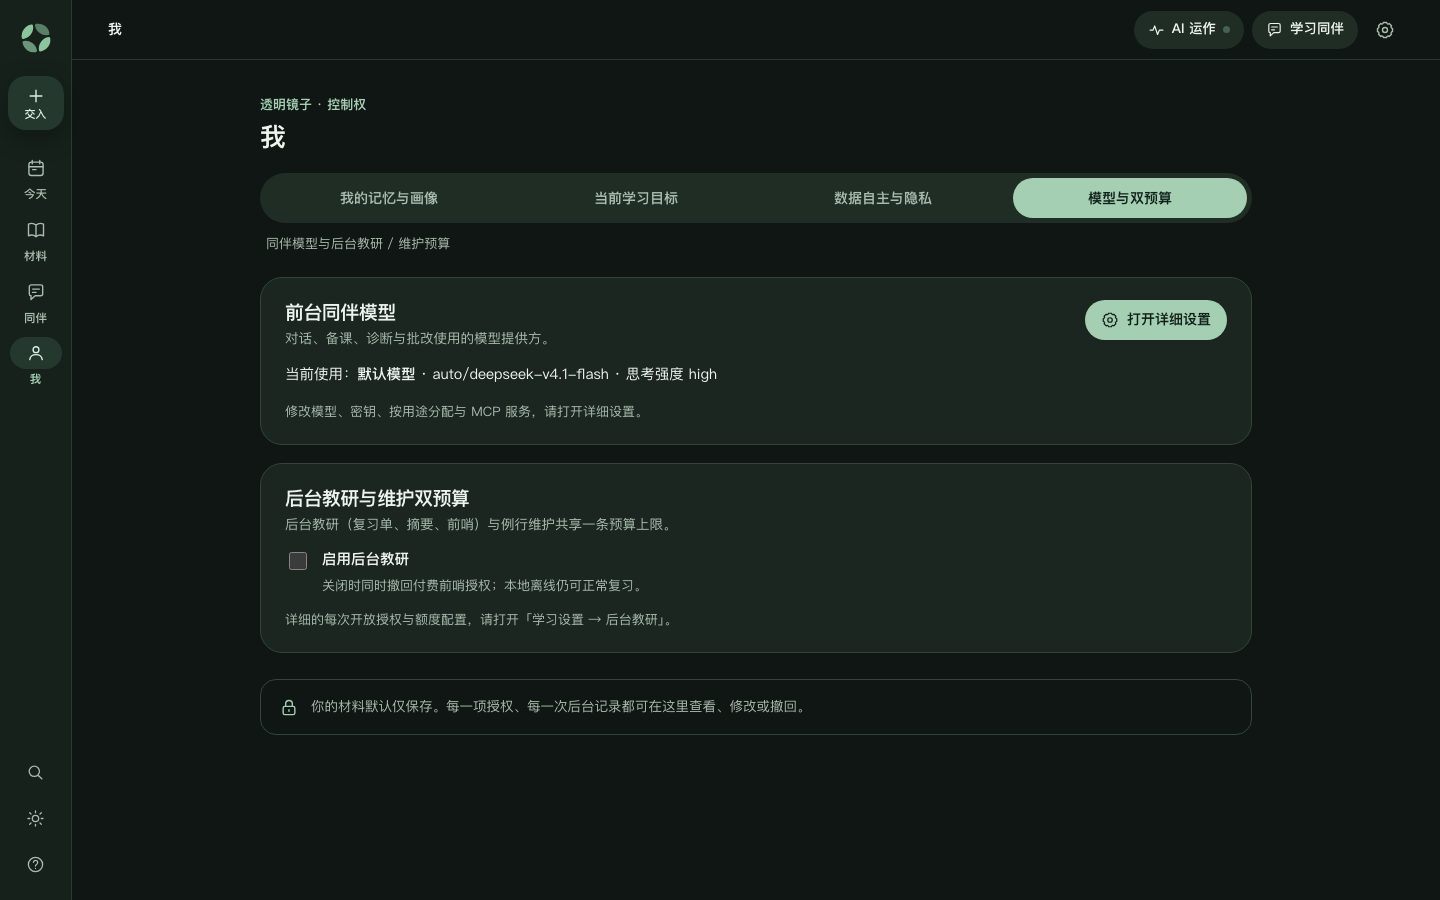 我
AI 运作
学习同伴
交入
今天
材料
同伴
我
透明镜子 · 控制权
我
我的记忆与画像
当前学习目标
数据自主与隐私
模型与双预算
同伴模型与后台教研 / 维护预算
前台同伴模型
打开详细设置
对话、备课、诊断与批改使用的模型提供方。
当前使用：默认模型 · auto/deepseek-v4.1-flash · 思考强度 high
修改模型、密钥、按用途分配与 MCP 服务，请打开详细设置。
后台教研与维护双预算
后台教研（复习单、摘要、前哨）与例行维护共享一条预算上限。
启用后台教研
关闭时同时撤回付费前哨授权；本地离线仍可正常复习。
详细的每次开放授权与额度配置，请打开「学习设置 → 后台教研」。
你的材料默认仅保存。每一项授权、每一次后台记录都可在这里查看、修改或撤回。